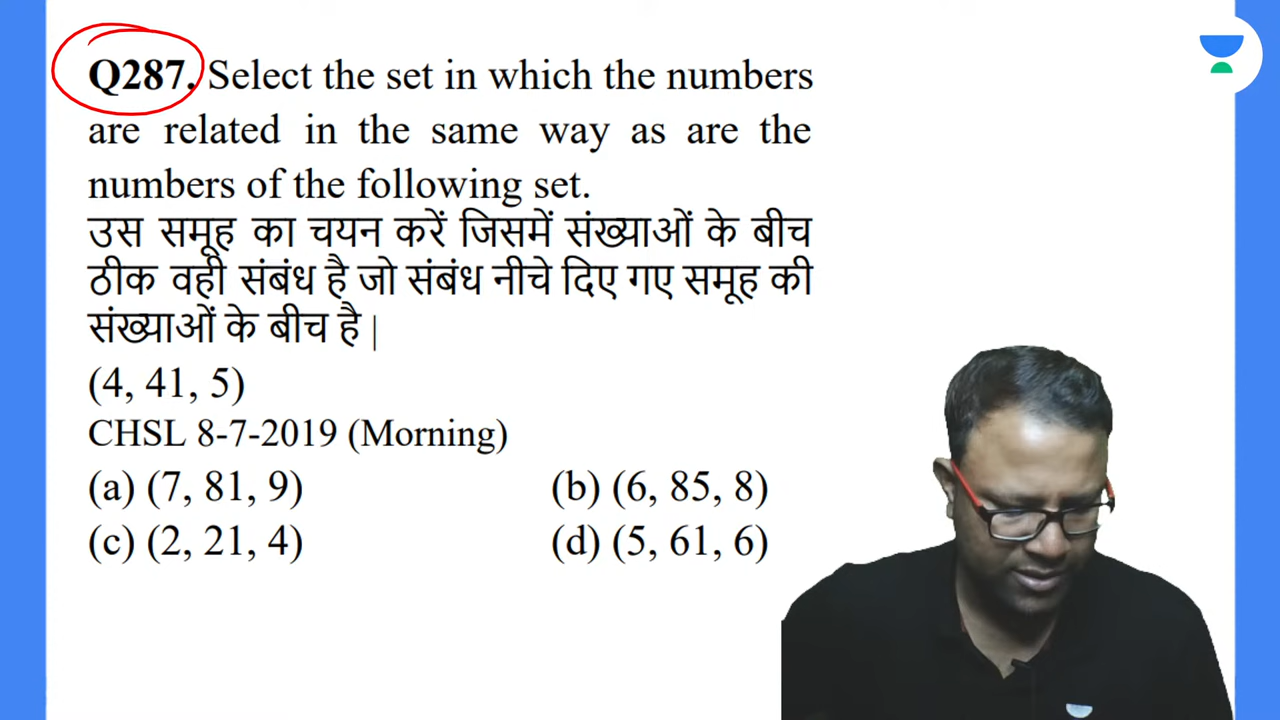 Q287. Select the set in which the numbers
are related in the same way as are the
numbers of the following set.
उस समूह का चयन करें जिसमें संख्याओं के बीच
ठीक वही संबंध है जो संबंध नीचे दिए गए समूह की
संख्याओं के बीच है |
(4, 41, 5)
CHSL 8-7-2019 (Morning)
(a) (7, 81, 9) (b) (6, 85, 8)
(c) (2, 21, 4) (d) (5, 61, 6)